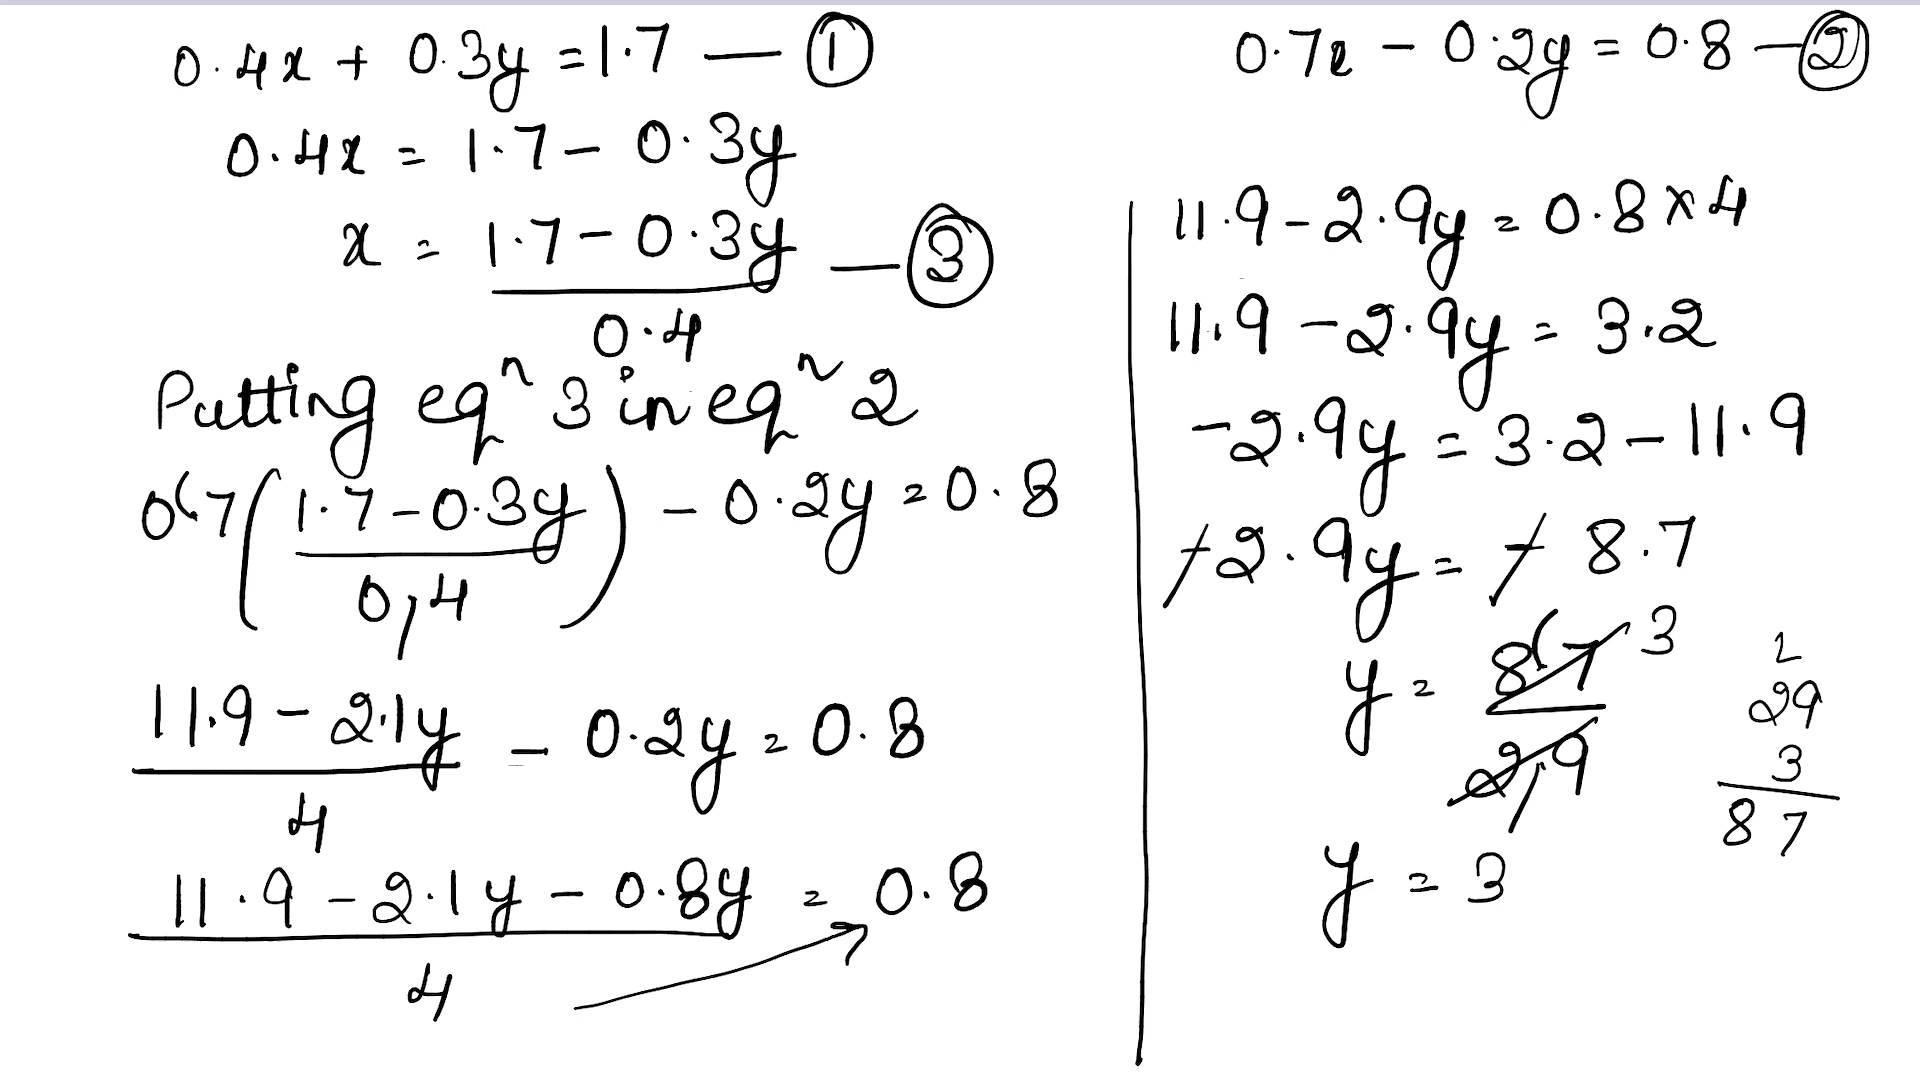 0.4x + 0.3y = 1.7 — ①
0.7x − 0.2y = 0.8 — ②
0.4x = 1.7 − 0.3y
x = 1.7 − 0.3y — ③
0.4
Putting eqⁿ 3 in eqⁿ 2
0.7 ( 1.7 − 0.3y ) − 0.2y = 0.8
0.4
11.9 − 2.1y − 0.2y = 0.8
4
11.9 − 2.1y − 0.8y = 0.8
4
11.9 − 2.9y = 0.8 × 4
11.9 − 2.9y = 3.2
−2.9y = 3.2 − 11.9
−2.9y = − 8.7
y = 8.7 3
2.9
y = 3
2
29
3
87